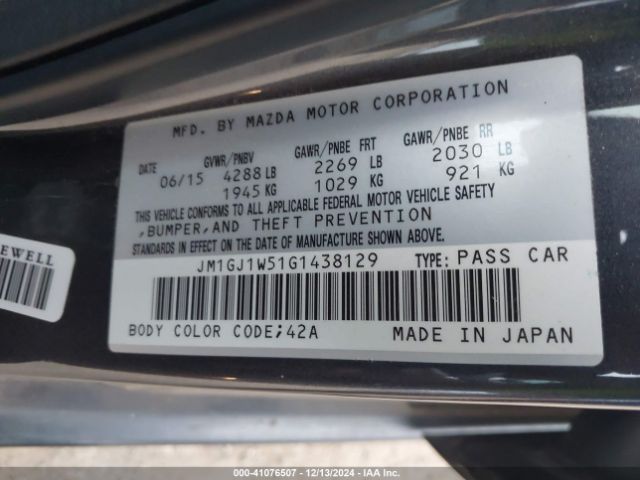 MFD. BY MAZDA MOTOR CORPORATION
DATE GVWR/PNBV GAWR/PNBE FRT GAWR/PNBE RR
06/15 4288 LB 2269 LB 2030 LB
1945 KG 1029 KG 921 KG
THIS VEHICLE CONFORMS TO ALL APPLICABLE FEDERAL MOTOR VEHICLE SAFETY
,BUMPER,AND THEFT PREVENTION
STANDARDS IN EFFECT ON THE DATE OF MANUFACTURE SHOWN ABOVE.
JM1GJ1W51G1438129 TYPE: PASS CAR
BODY COLOR CODE;42A MADE IN JAPAN
000-41076507 - 12/13/2024 - IAA Inc.